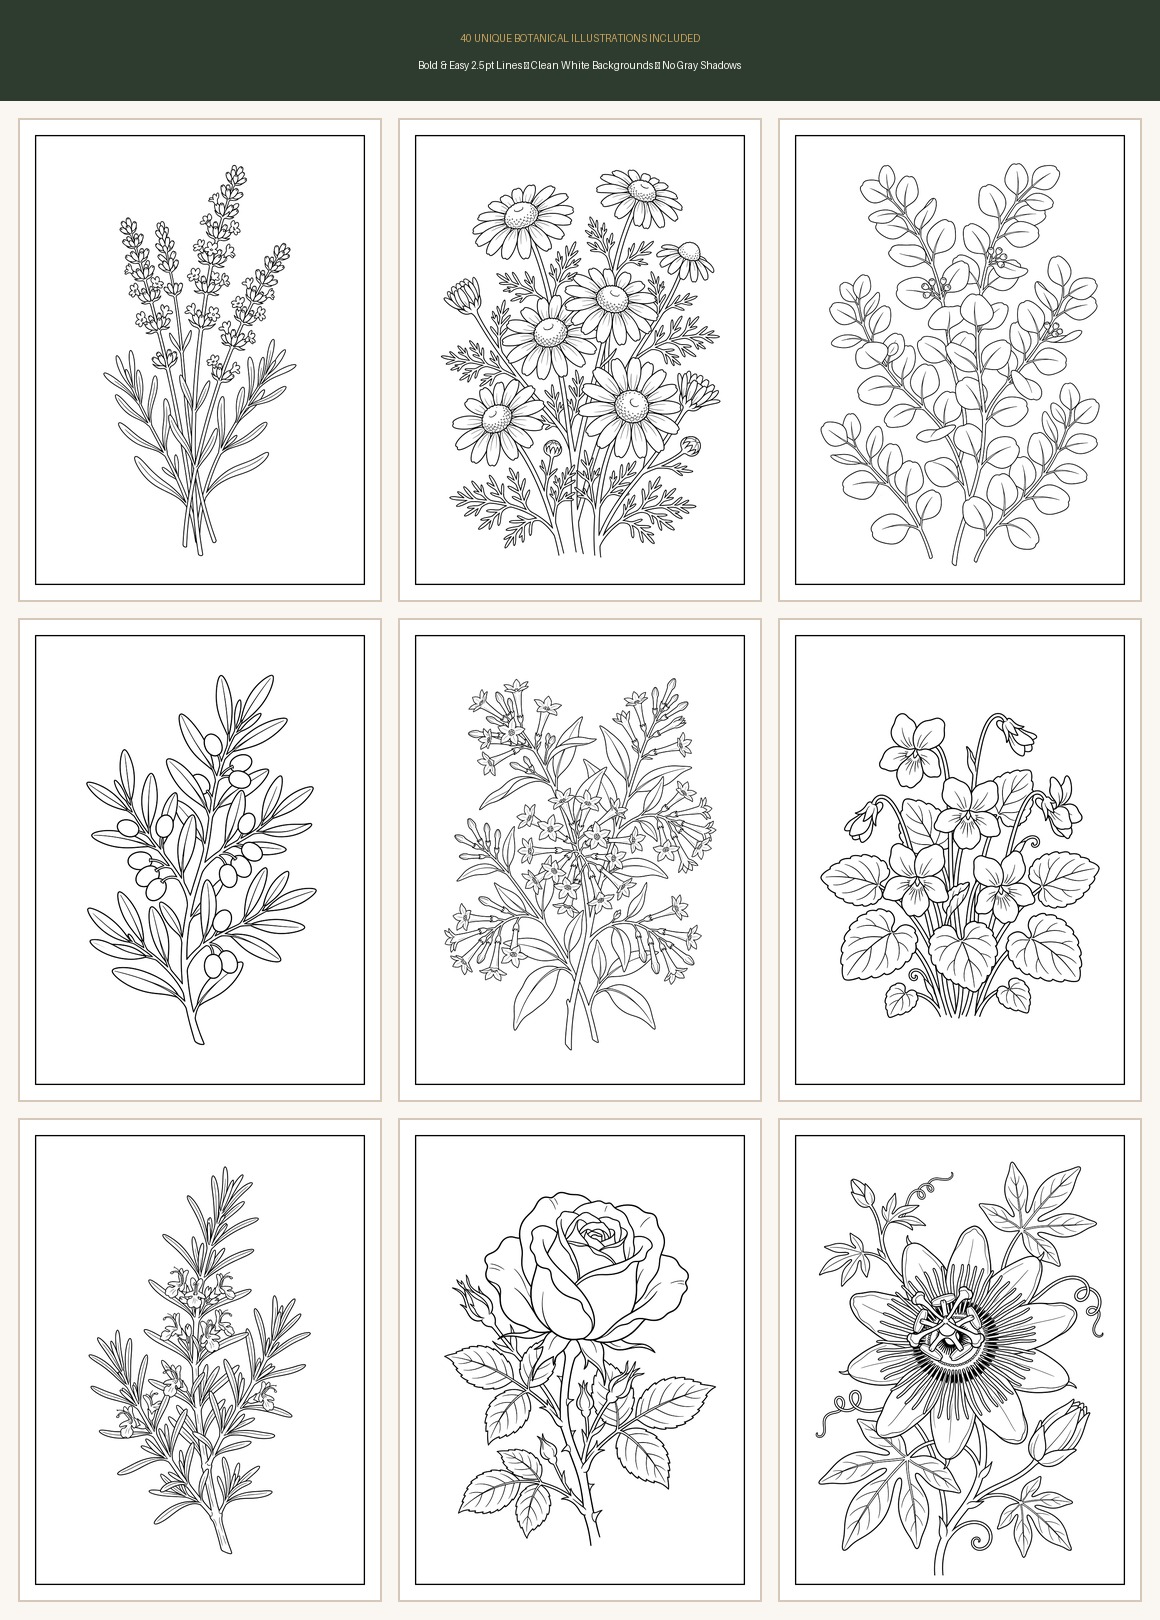 40 UNIQUE BOTANICAL ILLUSTRATIONS INCLUDED
Bold & Easy 2.5pt Lines☒Clean White Backgrounds☒No Gray Shadows